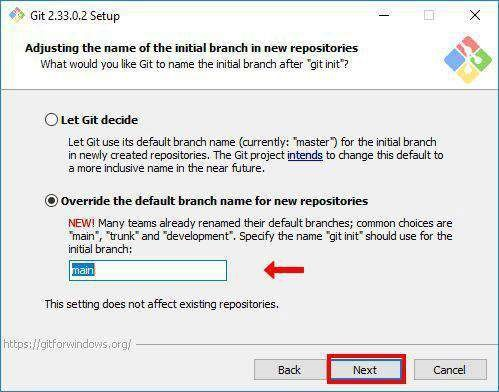 Git 2.33.0.2 Setup
Adjusting the name of the initial branch in new repositories
What would you like Git to name the initial branch after "git init"?
Let Git decide
Let Git use its default branch name (currently: "master") for the initial branch
in newly created repositories. The Git project intends to change this default to
a more inclusive name in the near future.
Override the default branch name for new repositories
NEW! Many teams already renamed their default branches; common choices are
"main", "trunk" and "development". Specify the name "git init" should use for the
initial branch:
main
This setting does not affect existing repositories.
https://gitforwindows.org/
Back Next Cancel